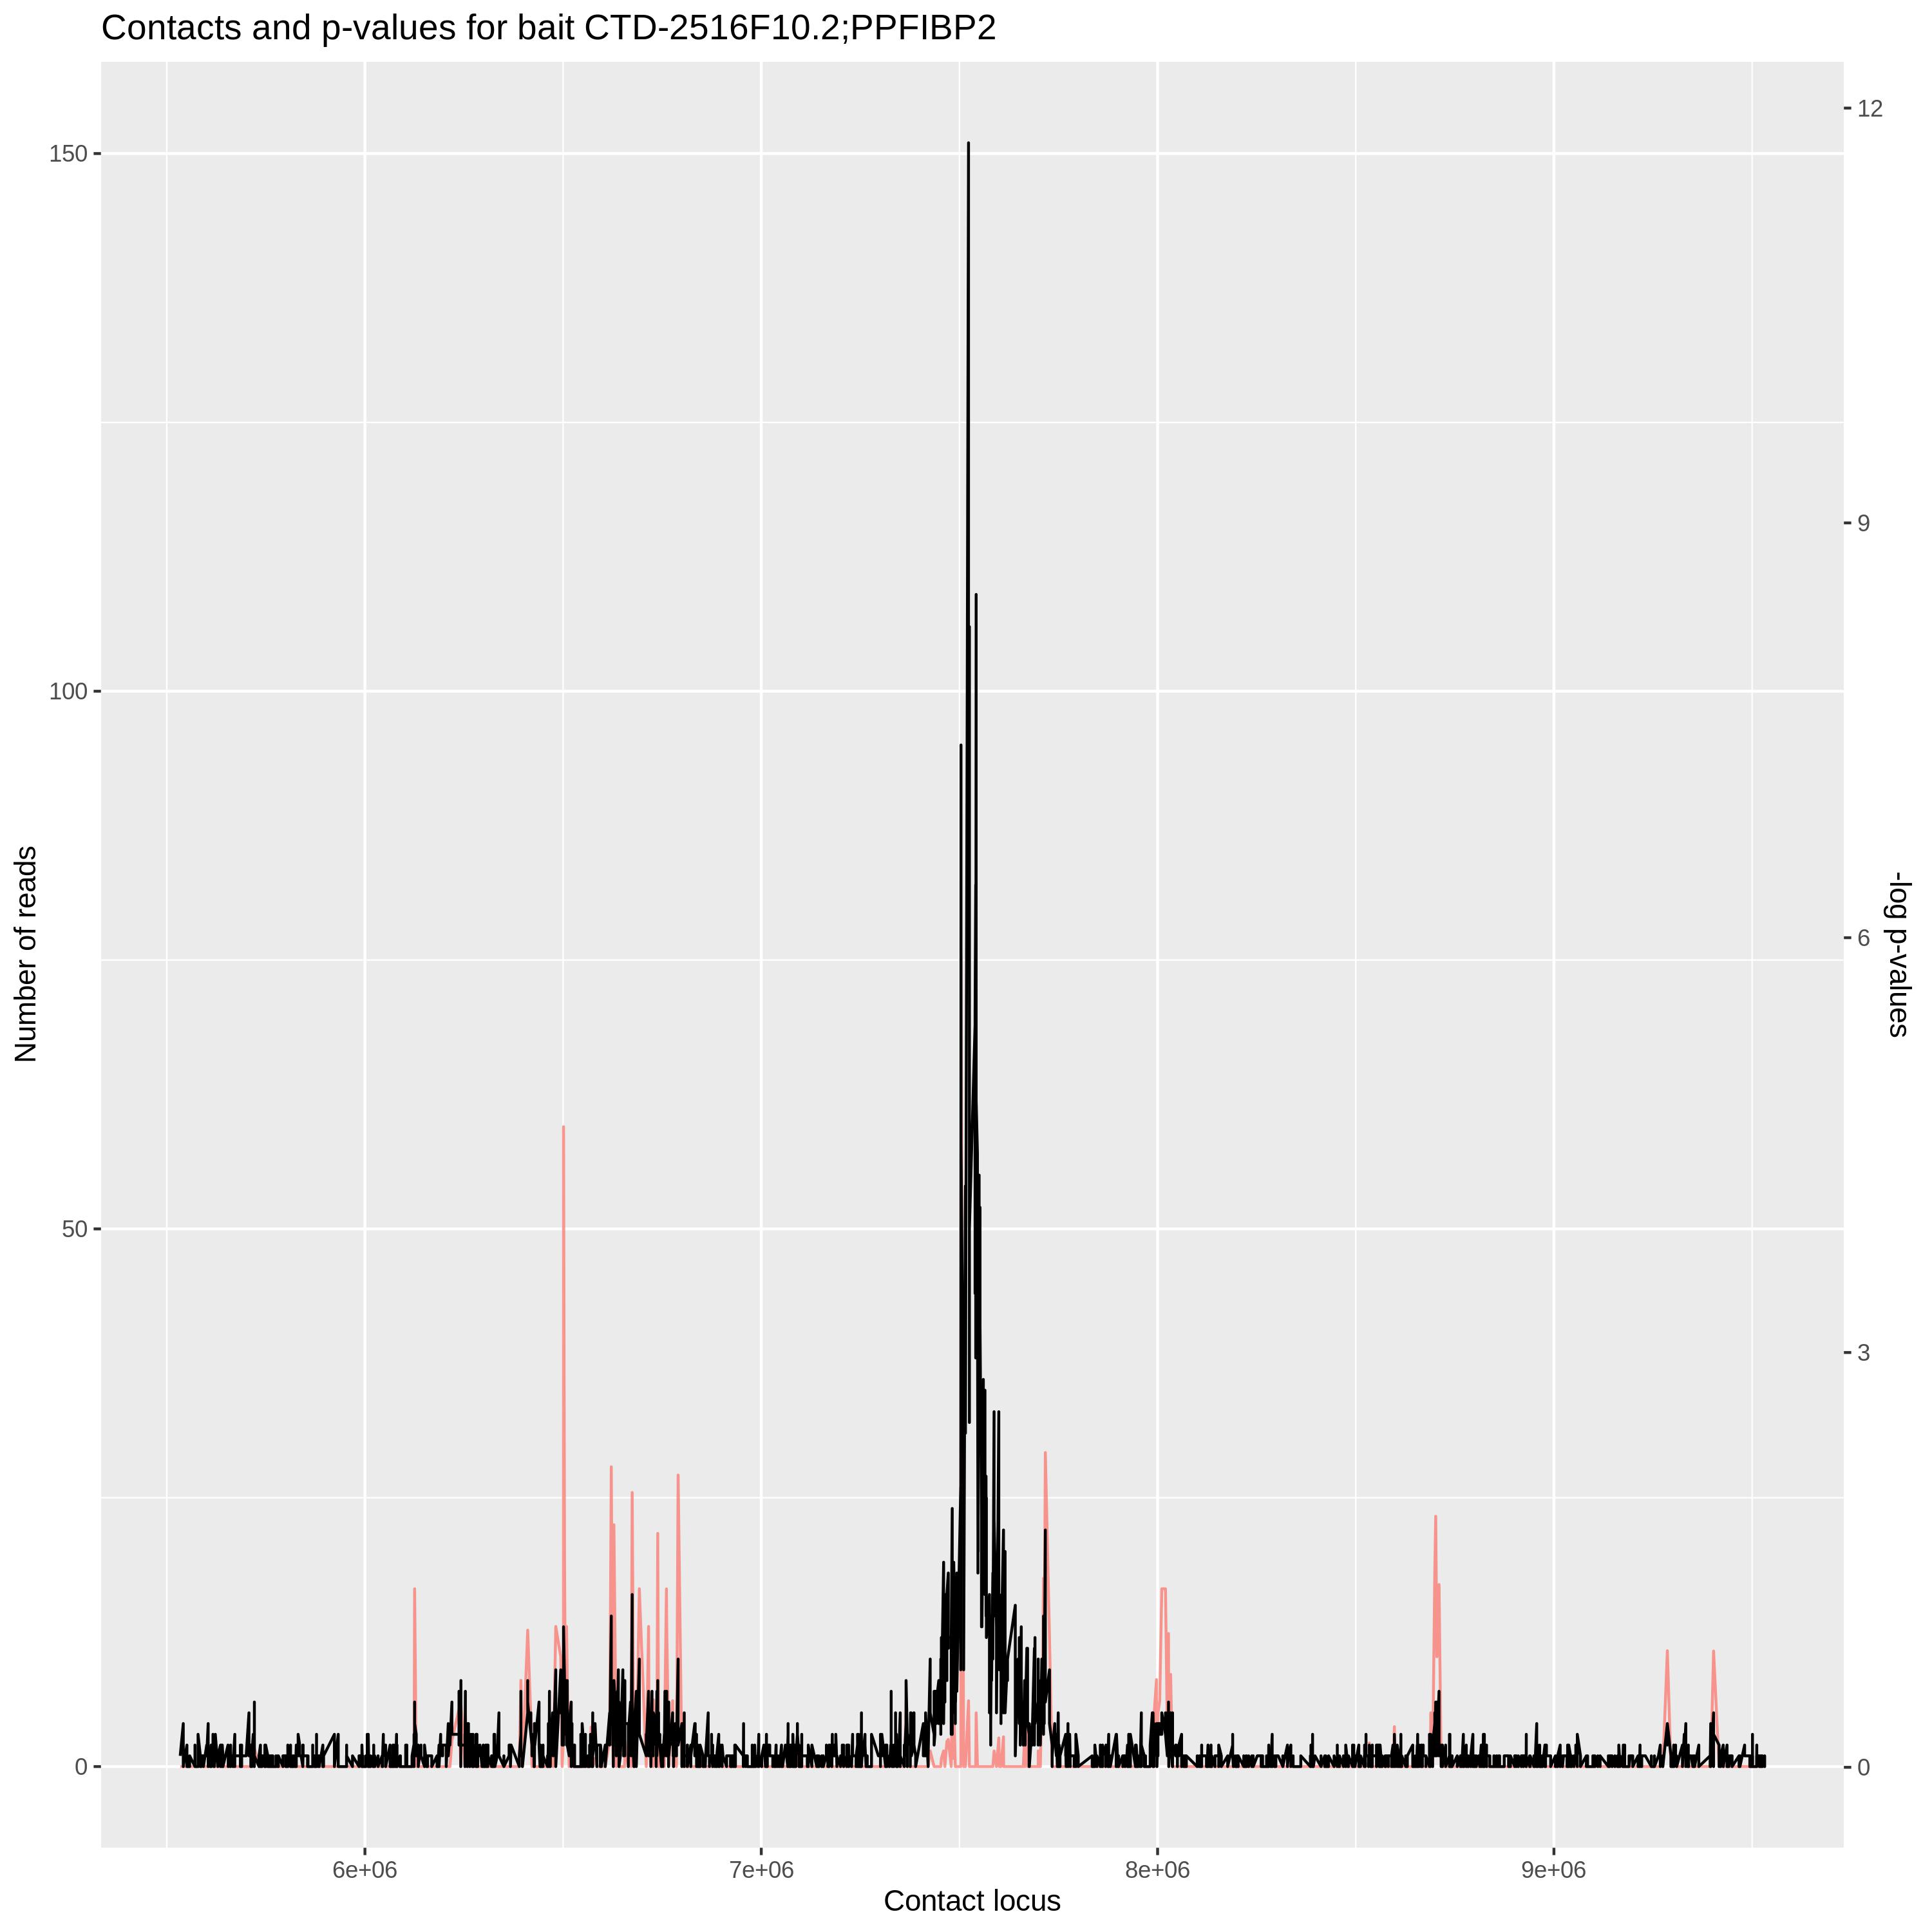 Contacts and p-values for bait CTD-2516F10.2;PPFIBP2
150
100
50
0
Number of reads
12
9
6
3
0
-log p-values
6e+06
7e+06
8e+06
9e+06
Contact locus